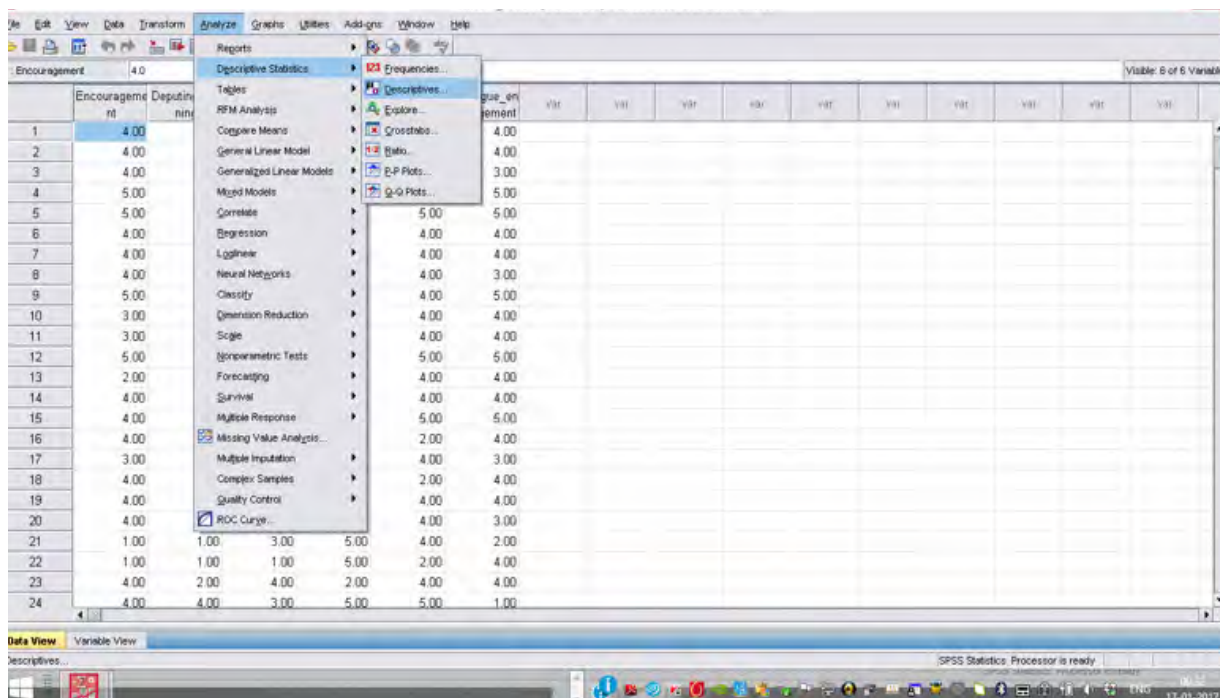 File Edit View Data Transform Analyze Graphs Utilities Add-ons Window Help
Encouragement 4.0 Visible: 6 of 6 Variabl
Encourageme nt Deputin ning gue_en ement var var var var var var var var var
Reports
Descriptive Statistics
Tables
RFM Analysis
Compare Means
General Linear Model
Generalized Linear Models
Mixed Models
Correlate
Regression
Loglinear
Neural Networks
Classify
Dimension Reduction
Scale
Nonparametric Tests
Forecasting
Survival
Multiple Response
Missing Value Analysis...
Multiple Imputation
Complex Samples
Quality Control
ROC Curve...
123 Frequencies...
Descriptives...
Explore...
Crosstabs...
1/2 Ratio...
P-P Plots...
Q-Q Plots...
1 4.00 4.00
2 4.00 4.00
3 4.00 3.00
4 5.00 5.00
5 5.00 5.00 5.00
6 4.00 4.00 4.00
7 4.00 4.00 4.00
8 4.00 4.00 3.00
9 5.00 4.00 5.00
10 3.00 4.00 4.00
11 3.00 4.00 4.00
12 5.00 5.00 5.00
13 2.00 4.00 4.00
14 4.00 4.00 4.00
15 4.00 5.00 5.00
16 4.00 2.00 4.00
17 3.00 4.00 3.00
18 4.00 2.00 4.00
19 4.00 4.00 4.00
20 4.00 4.00 3.00
21 1.00 1.00 3.00 5.00 4.00 2.00
22 1.00 1.00 1.00 5.00 2.00 4.00
23 4.00 2.00 4.00 2.00 4.00 4.00
24 4.00 4.00 3.00 5.00 5.00 1.00
Data View Variable View
Descriptives... SPSS Statistics Processor is ready
ENG